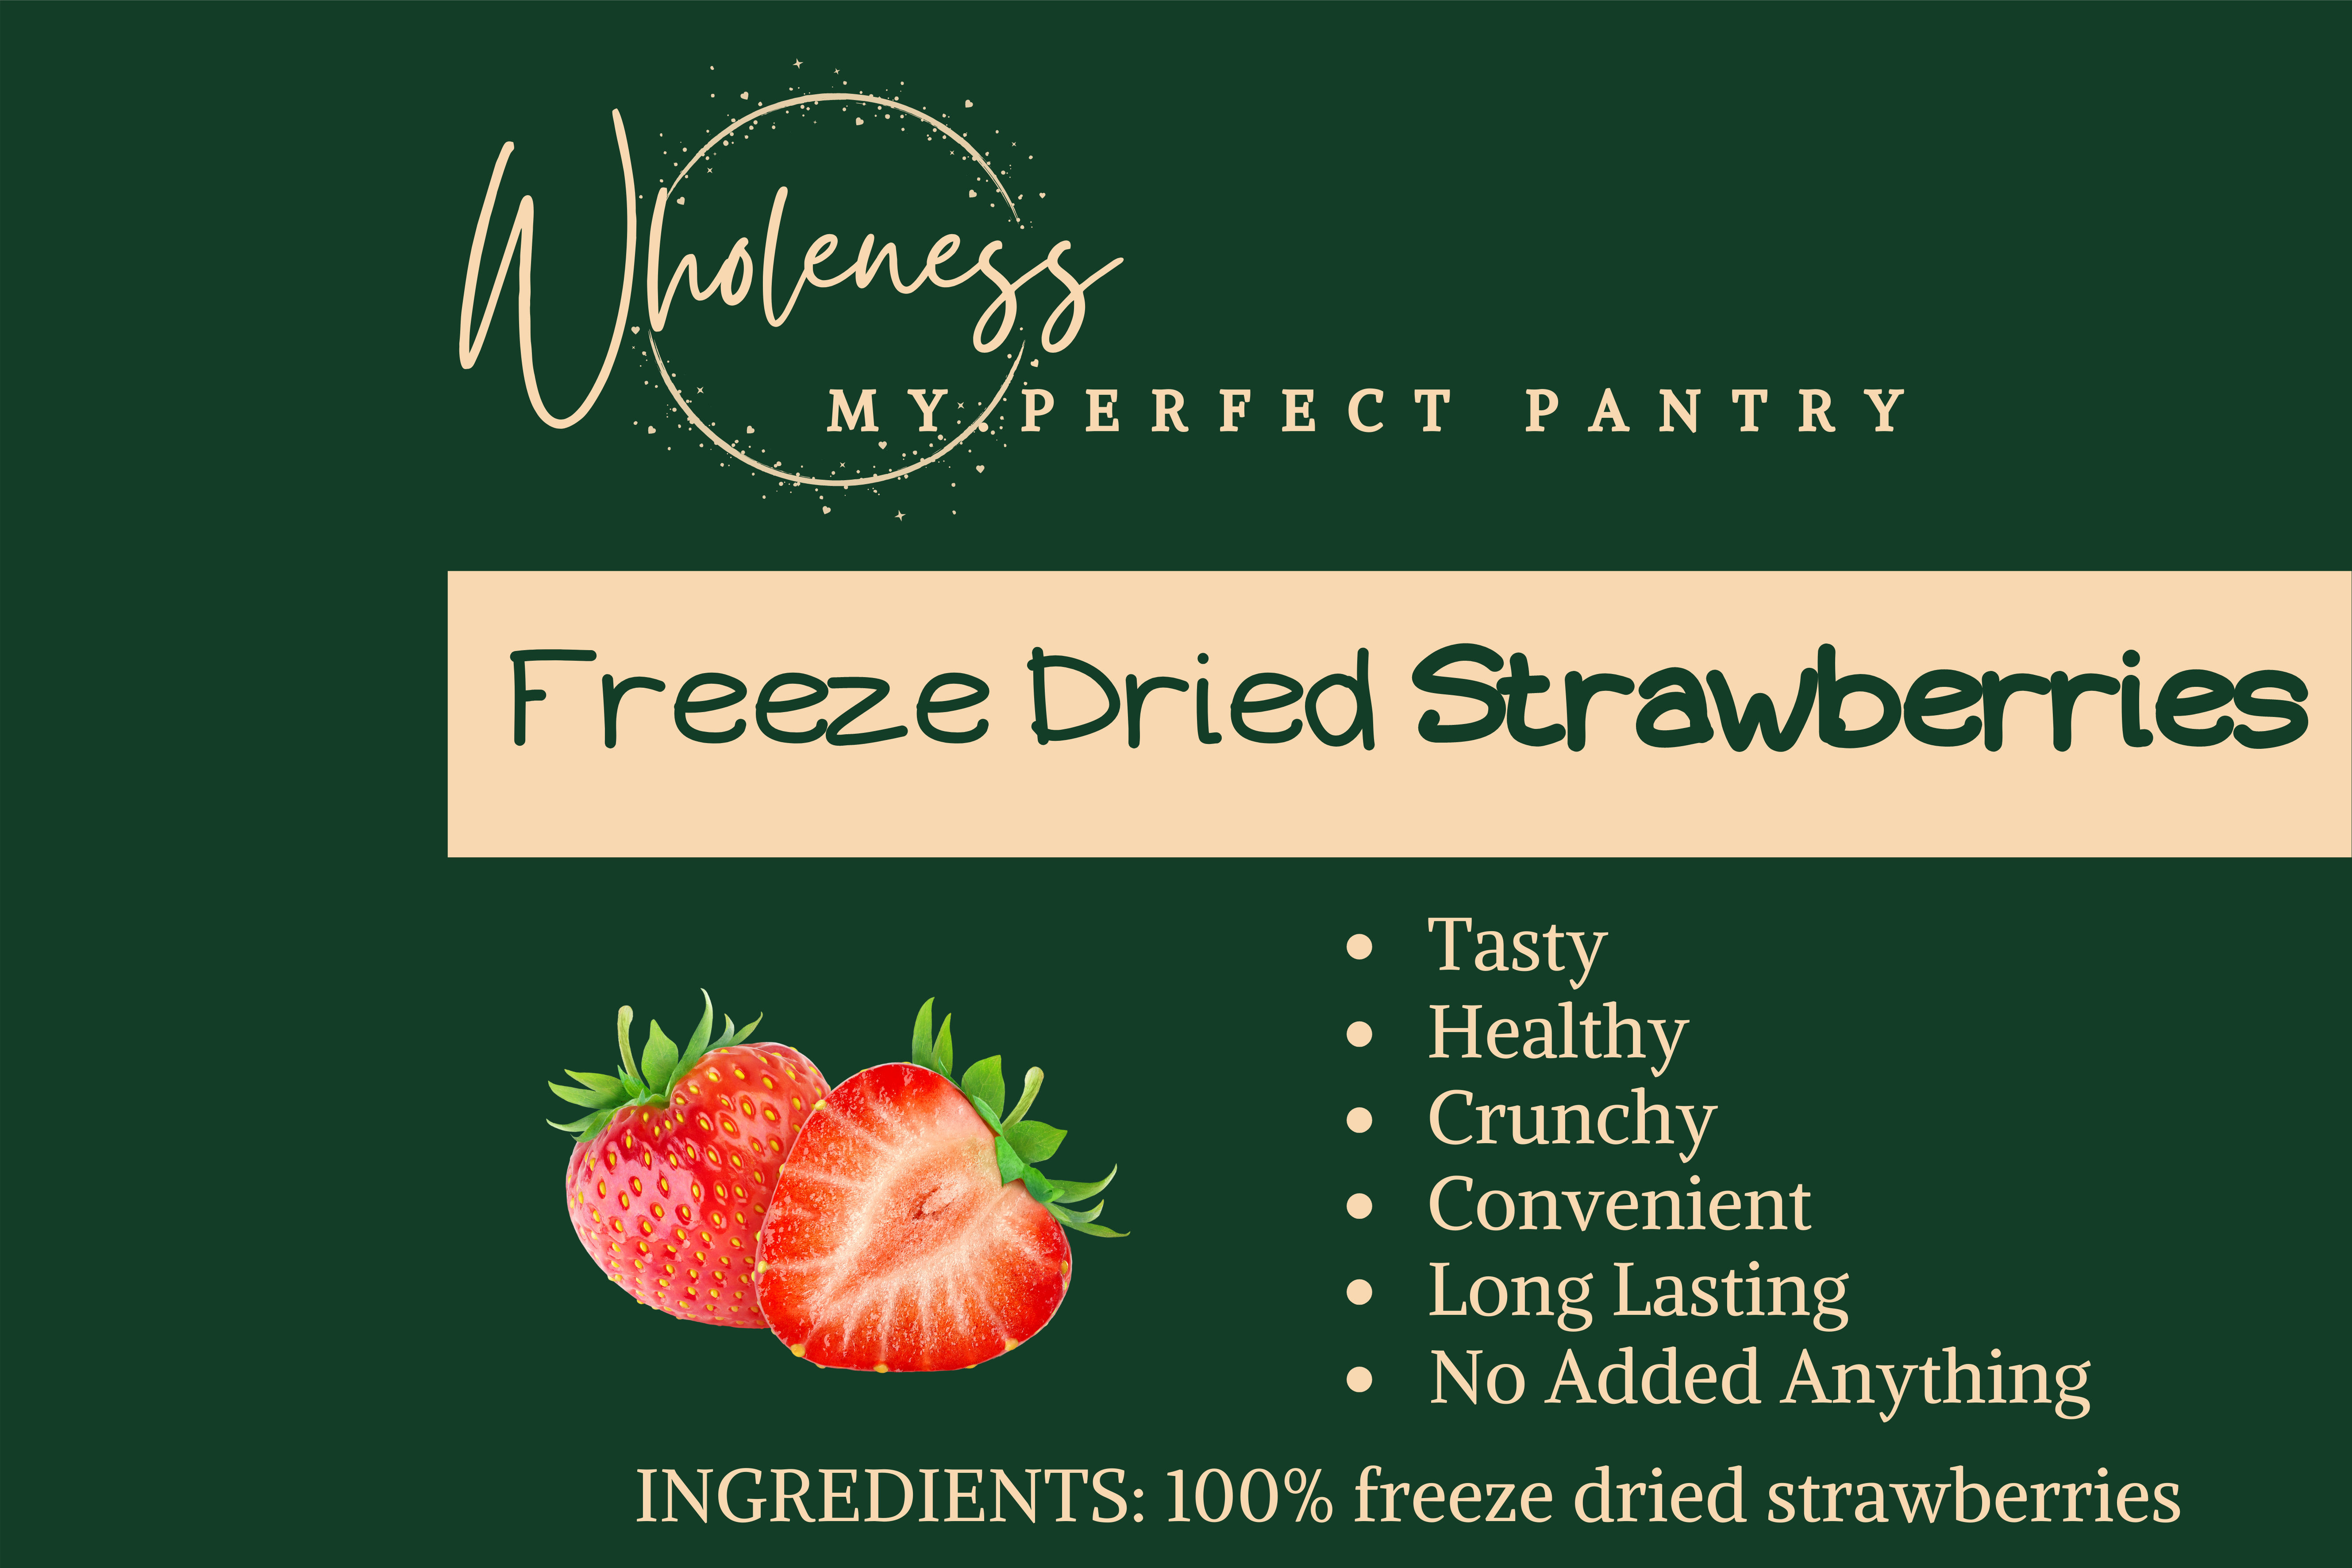 Wholeness
MY PERFECT PANTRY
Freeze Dried Strawberries
• Tasty
• Healthy
• Crunchy
• Convenient
• Long Lasting
• No Added Anything
INGREDIENTS: 100% freeze dried strawberries